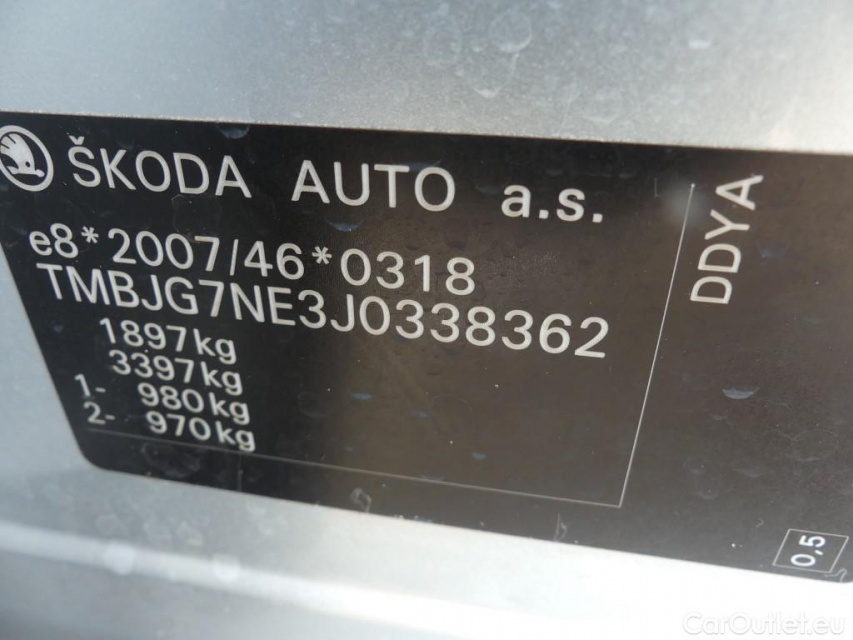 ŠKODA AUTO a.s.
e8*2007/46*0318
TMBJG7NE3J0338362
1897kg
3397kg
1- 980kg
2- 970kg
DDYA
0,5
CarOutlet.eu